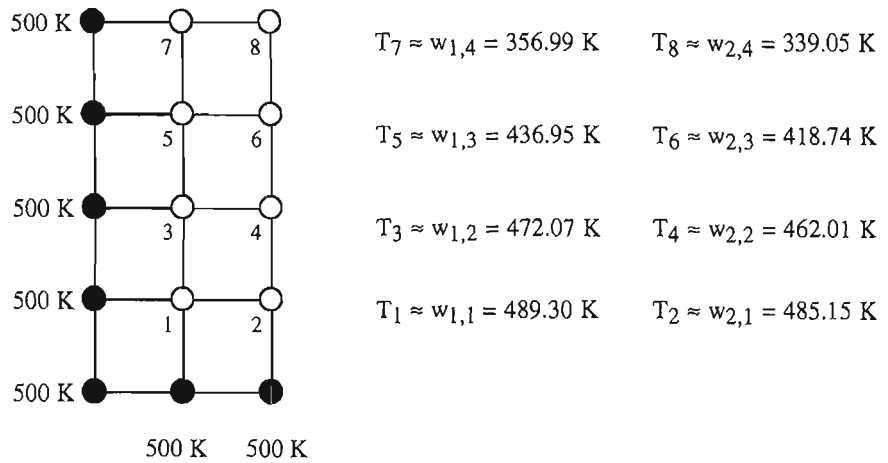 500 K 7 8 T₇ ≈ w₁,₄ = 356.99 K T₈ ≈ w₂,₄ = 339.05 K
500 K 5 6 T₅ ≈ w₁,₃ = 436.95 K T₆ ≈ w₂,₃ = 418.74 K
500 K 3 4 T₃ ≈ w₁,₂ = 472.07 K T₄ ≈ w₂,₂ = 462.01 K
500 K 1 2 T₁ ≈ w₁,₁ = 489.30 K T₂ ≈ w₂,₁ = 485.15 K
500 K
500 K 500 K